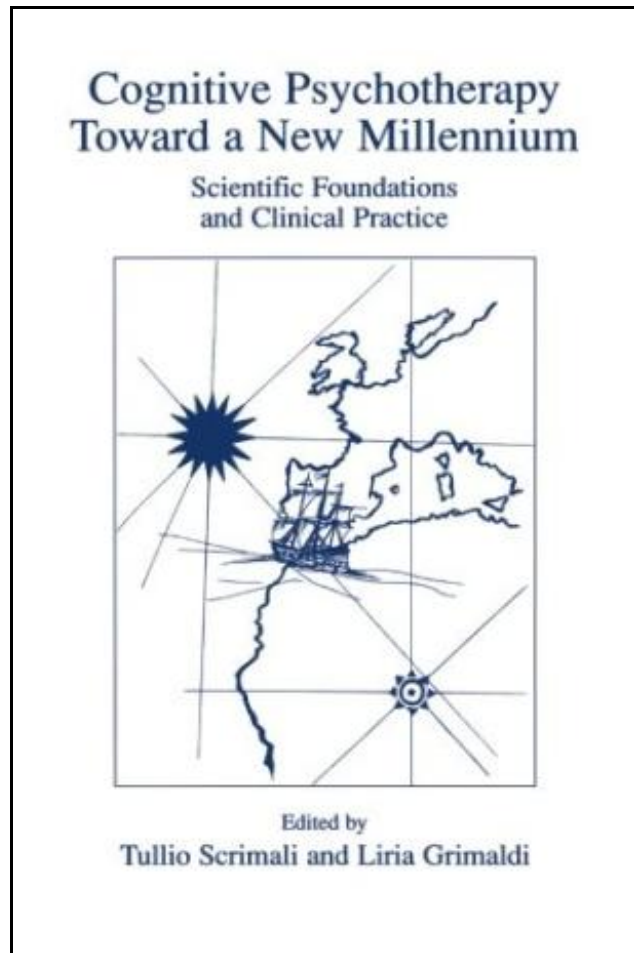 Cognitive Psychotherapy
Toward a New Millennium
Scientific Foundations
and Clinical Practice
Edited by
Tullio Scrimali and Liria Grimaldi